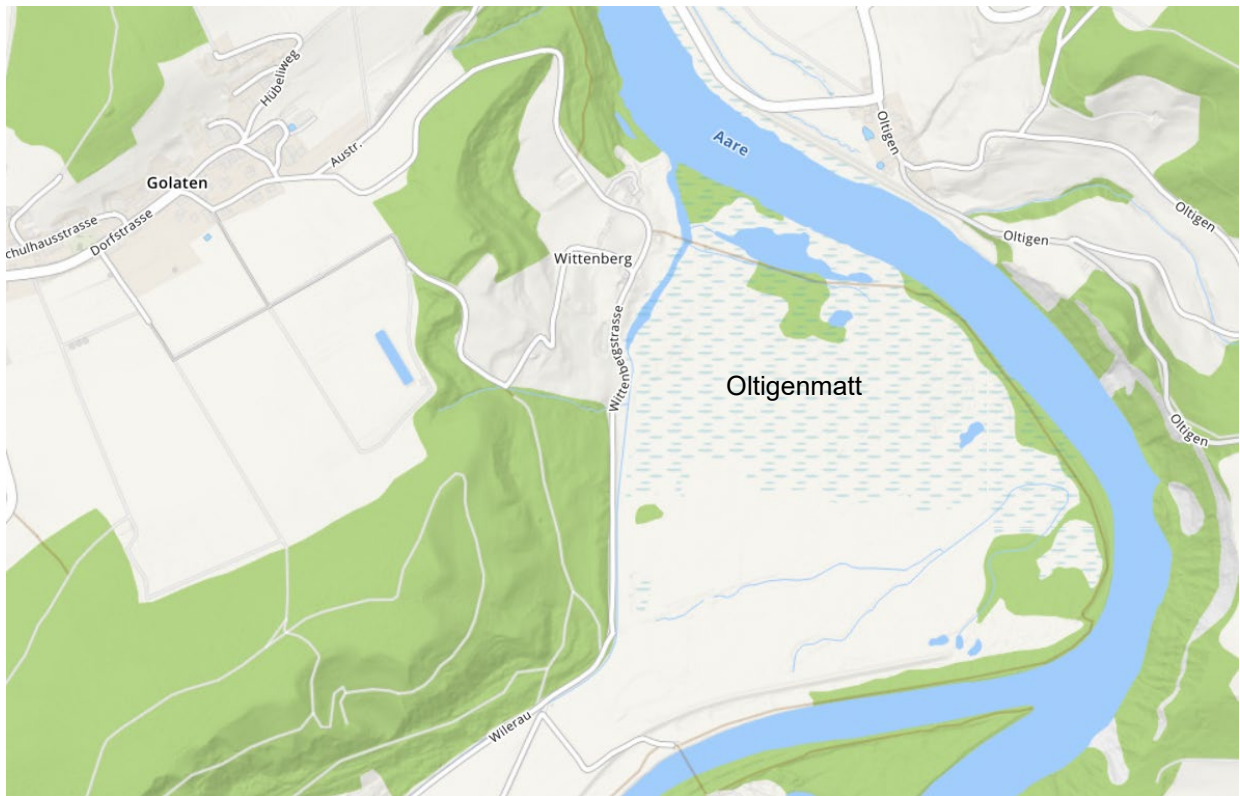 Hübeliweg
Austr.
Golaten
Dorfstrasse
chulhausstrasse
Wittenberg
Wittenbergstrasse
Aare
Oltigen
Oltigen
Oltigen
Oltigen
Oltigenmatt
Wilerau